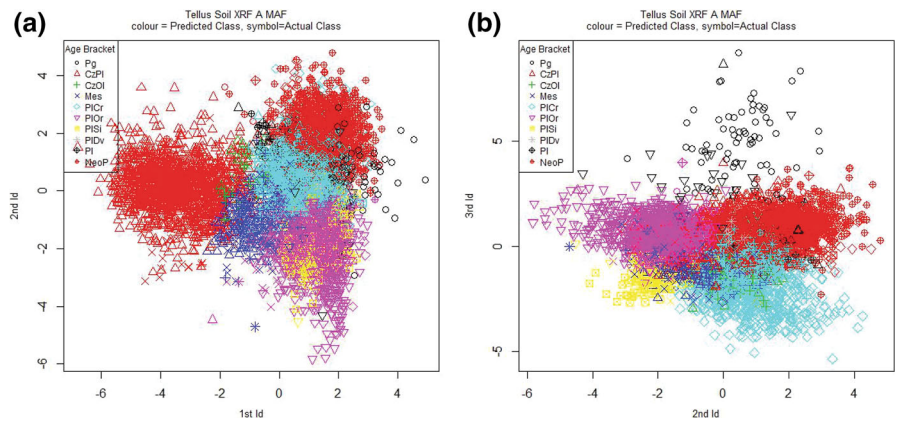 (a)
Tellus Soil XRF A MAF
colour = Predicted Class, symbol=Actual Class
Age Bracket
Pg
CzPl
CzOl
Mes
PlCr
PlOr
PlSi
PlDv
Pl
NeoP
4
2
0
-2
-4
-6
2nd ld
-6 -4 -2 0 2 4
1st ld
(b)
Tellus Soil XRF A MAF
colour = Predicted Class, symbol=Actual Class
Age Bracket
Pg
CzPl
CzOl
Mes
PlCr
PlOr
PlSi
PlDv
Pl
NeoP
5
0
-5
3rd ld
-6 -4 -2 0 2 4
2nd ld